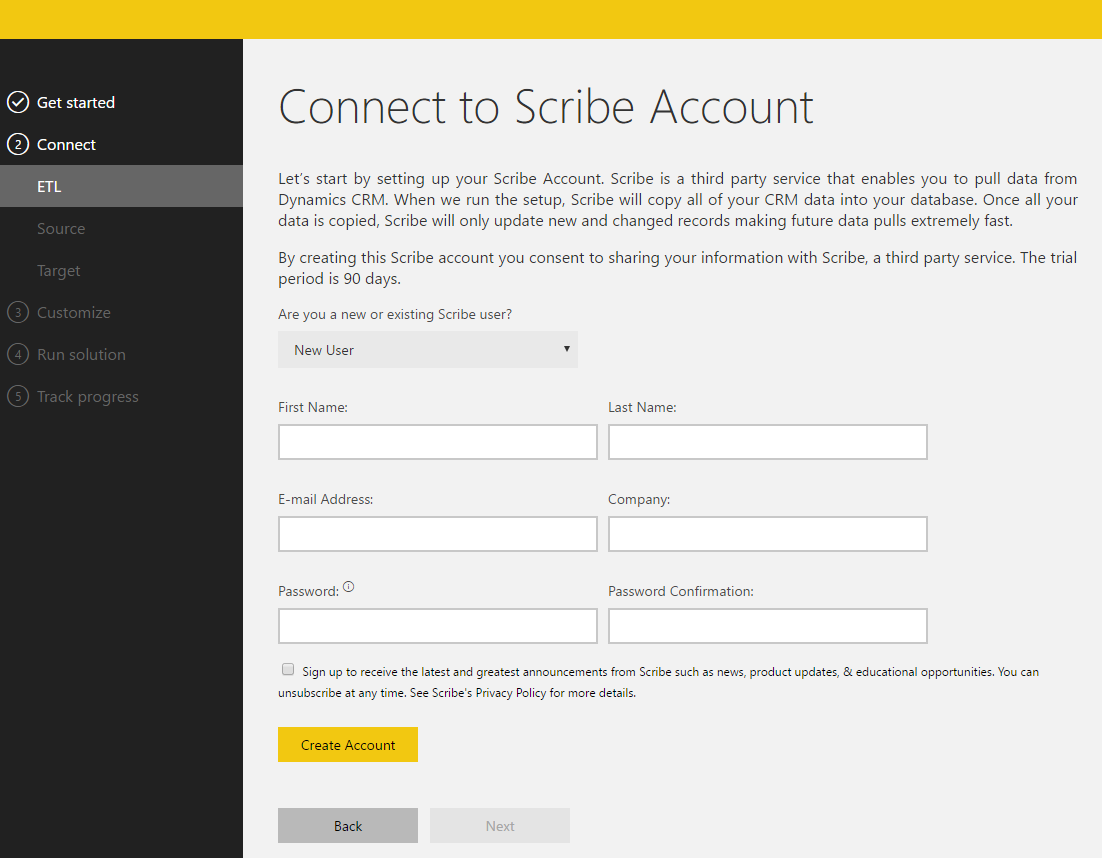 Get started
2 Connect
ETL
Source
Target
3 Customize
4 Run solution
5 Track progress
Connect to Scribe Account
Let's start by setting up your Scribe Account. Scribe is a third party service that enables you to pull data from
Dynamics CRM. When we run the setup, Scribe will copy all of your CRM data into your database. Once all your
data is copied, Scribe will only update new and changed records making future data pulls extremely fast.
By creating this Scribe account you consent to sharing your information with Scribe, a third party service. The trial
period is 90 days.
Are you a new or existing Scribe user?
New User
First Name: Last Name:
E-mail Address: Company:
Password: Password Confirmation:
Sign up to receive the latest and greatest announcements from Scribe such as news, product updates, & educational opportunities. You can
unsubscribe at any time. See Scribe's Privacy Policy for more details.
Create Account
Back Next